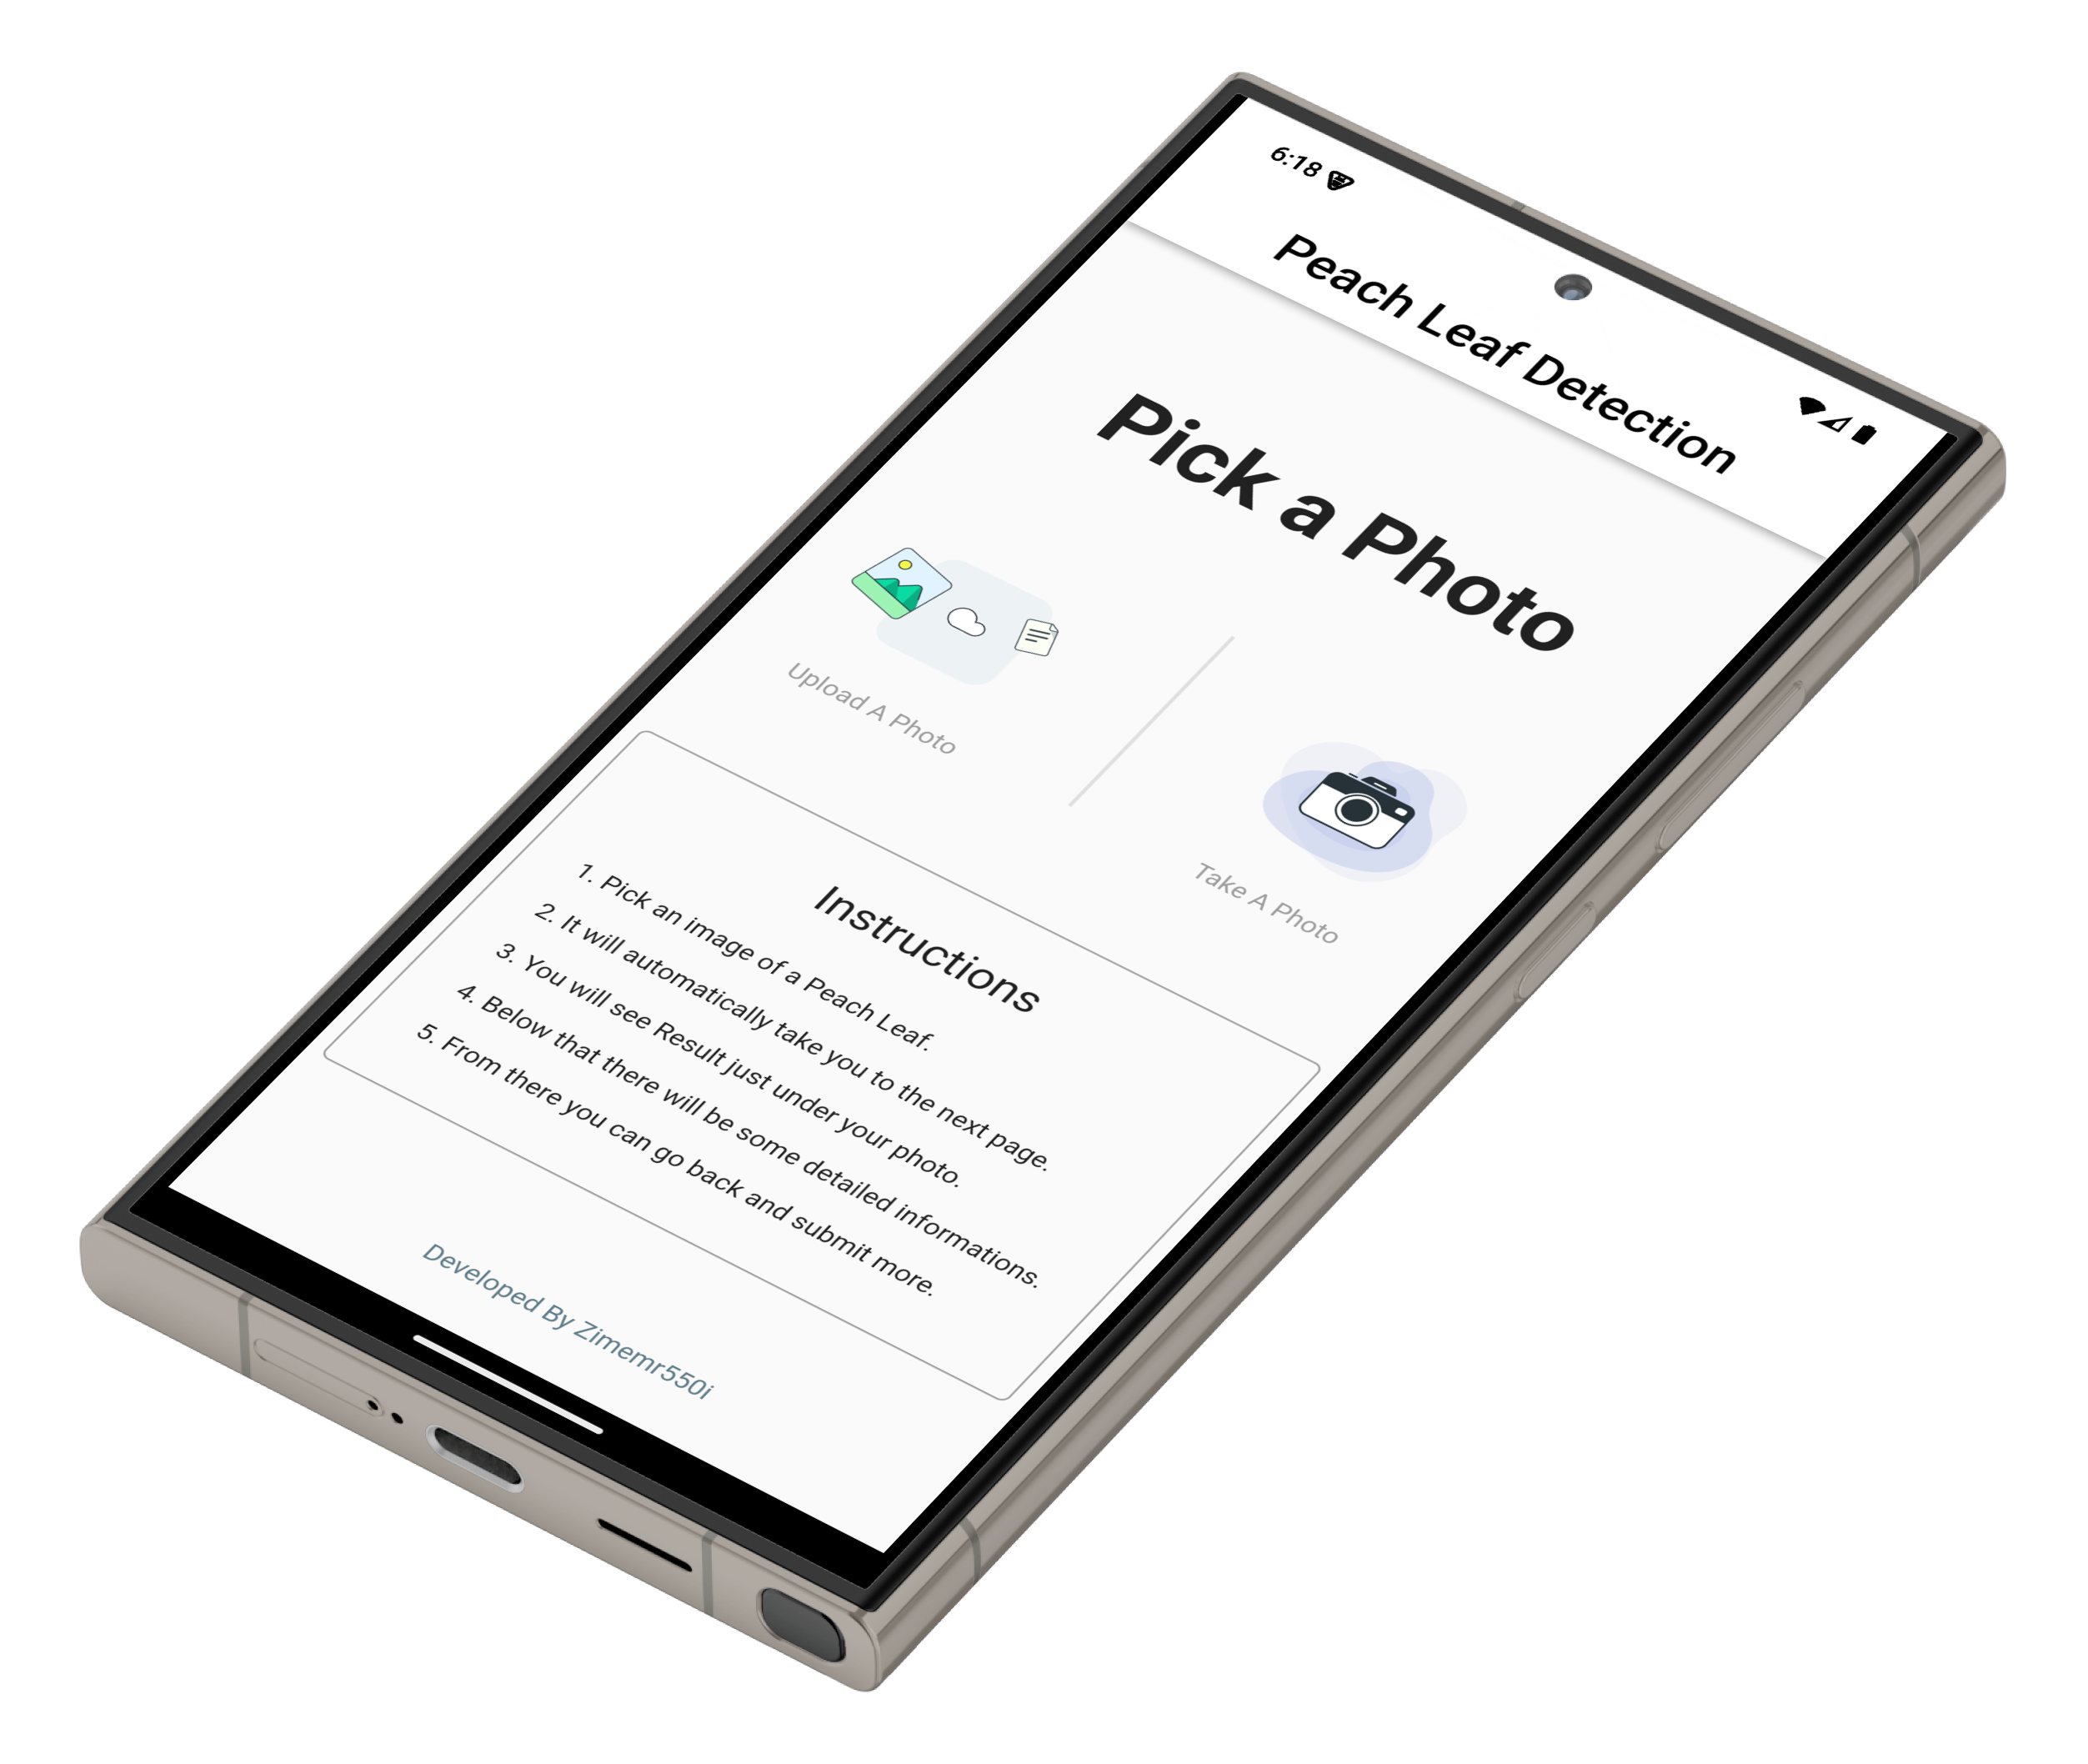 6:18
Peach Leaf Detection
Pick a Photo
Upload A Photo
Take A Photo
Instructions
1. Pick an image of a Peach Leaf.
2. It will automatically take you to the next page.
3. You will see Result just under your photo.
4. Below that there will be some detailed informations.
5. From there you can go back and submit more.
Developed By Zimemr550i